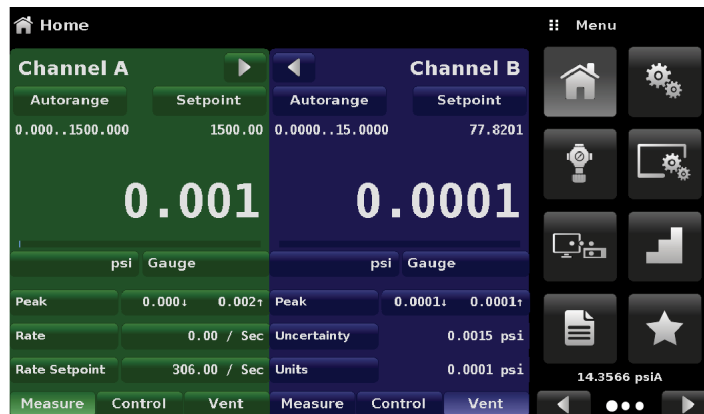 Home
Menu
Channel A
Autorange Setpoint
0.000..1500.000 1500.00
0.001
psi Gauge
Peak 0.000↓ 0.002↑
Rate 0.00 / Sec
Rate Setpoint 306.00 / Sec
Measure Control Vent
Channel B
Autorange Setpoint
0.0000..15.0000 77.8201
0.0001
psi Gauge
Peak 0.0001↓ 0.0001↑
Uncertainty 0.0015 psi
Units 0.0001 psi
Measure Control Vent
14.3566 psiA